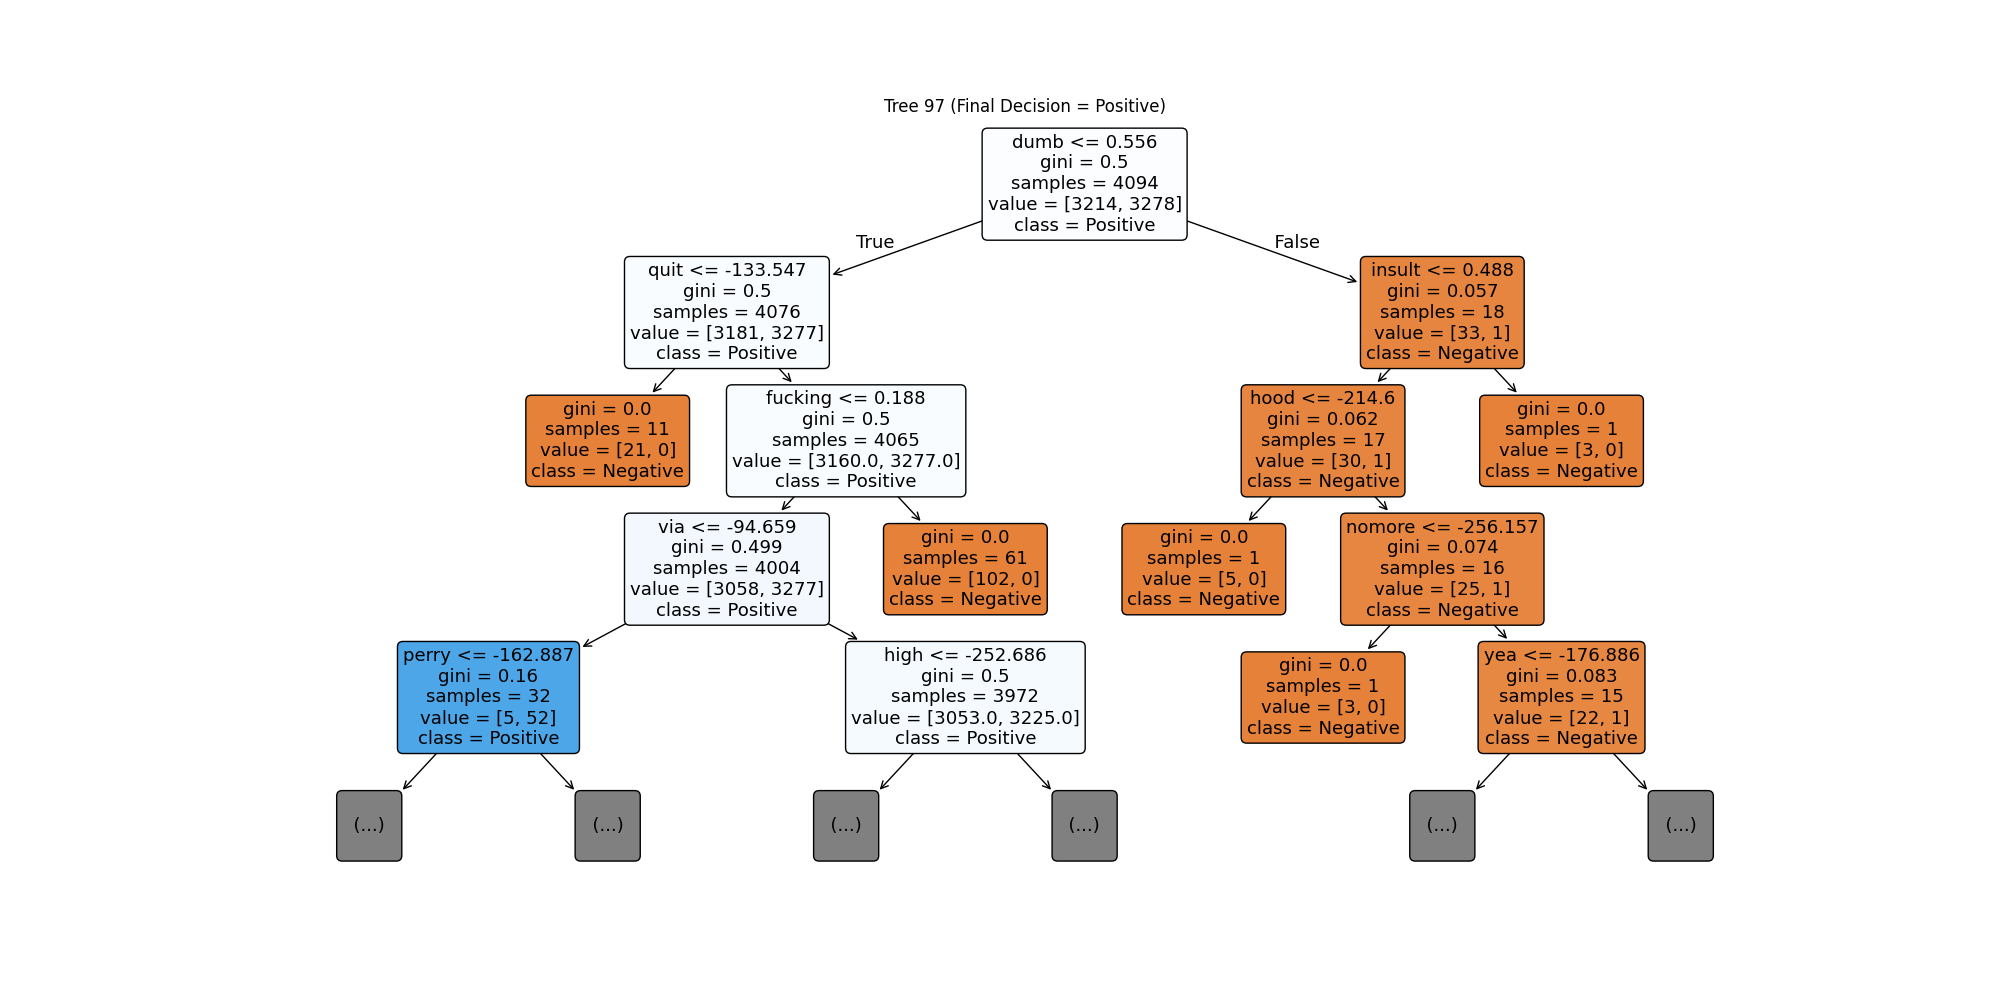 Tree 97 (Final Decision = Positive)
dumb <= 0.556
gini = 0.5
samples = 4094
value = [3214, 3278]
class = Positive
True
False
quit <= -133.547
gini = 0.5
samples = 4076
value = [3181, 3277]
class = Positive
insult <= 0.488
gini = 0.057
samples = 18
value = [33, 1]
class = Negative
gini = 0.0
samples = 11
value = [21, 0]
class = Negative
fucking <= 0.188
gini = 0.5
samples = 4065
value = [3160.0, 3277.0]
class = Positive
hood <= -214.6
gini = 0.062
samples = 17
value = [30, 1]
class = Negative
gini = 0.0
samples = 1
value = [3, 0]
class = Negative
via <= -94.659
gini = 0.499
samples = 4004
value = [3058, 3277]
class = Positive
gini = 0.0
samples = 61
value = [102, 0]
class = Negative
gini = 0.0
samples = 1
value = [5, 0]
class = Negative
nomore <= -256.157
gini = 0.074
samples = 16
value = [25, 1]
class = Negative
perry <= -162.887
gini = 0.16
samples = 32
value = [5, 52]
class = Positive
high <= -252.686
gini = 0.5
samples = 3972
value = [3053.0, 3225.0]
class = Positive
gini = 0.0
samples = 1
value = [3, 0]
class = Negative
yea <= -176.886
gini = 0.083
samples = 15
value = [22, 1]
class = Negative
(...)
(...)
(...)
(...)
(...)
(...)